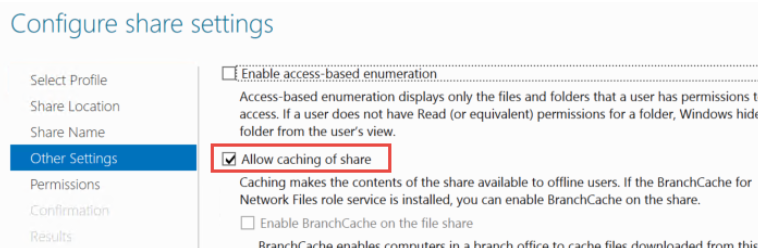 Configure share settings
Select Profile
Share Location
Share Name
Other Settings
Permissions
Confirmation
Results
Enable access-based enumeration
Access-based enumeration displays only the files and folders that a user has permissions t
access. If a user does not have Read (or equivalent) permissions for a folder, Windows hide
folder from the user's view.
Allow caching of share
Caching makes the contents of the share available to offline users. If the BranchCache for
Network Files role service is installed, you can enable BranchCache on the share.
Enable BranchCache on the file share
BranchCache enables computers in a branch office to cache files downloaded from this